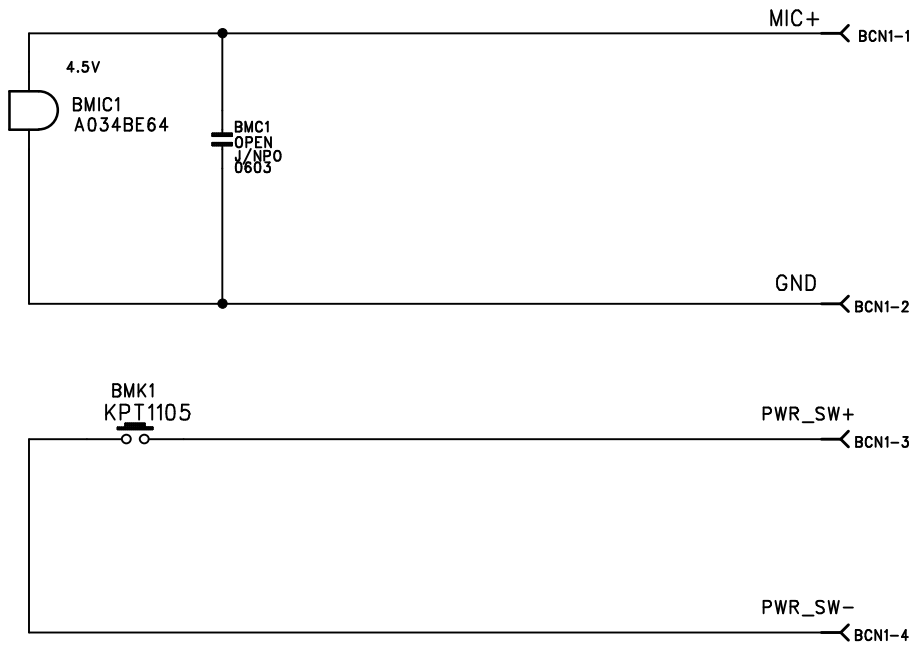 MIC+
BCN1-1
4.5V
BMIC1
A034BE64
BMC1
OPEN
J/NPO
0603
GND
BCN1-2
BMK1
KPT1105
PWR_SW+
BCN1-3
PWR_SW-
BCN1-4